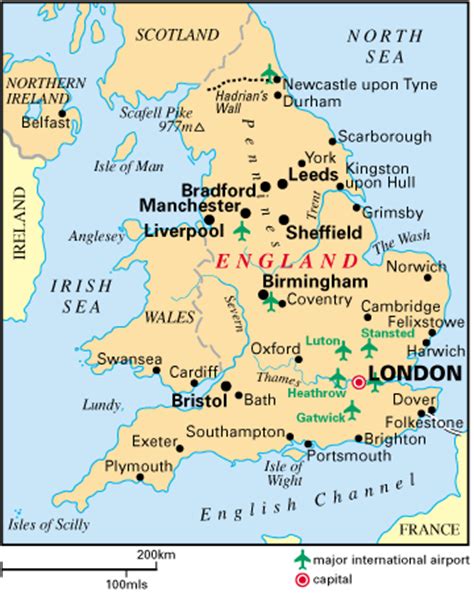 SCOTLAND
NORTH
SEA
NORTHERN
IRELAND
Belfast
Hadrian's
Wall
Newcastle upon Tyne
Durham
Scafell Pike
977m
Isle of Man
Pennines
Scarborough
York
Leeds
Kingston
upon Hull
Bradford
Manchester
Liverpool
Sheffield
Trent
Grimsby
IRELAND
Anglesey
The Wash
ENGLAND
Norwich
IRISH
SEA
Birmingham
Coventry
WALES
Severn
Cambridge
Felixstowe
Luton
Stansted
Harwich
Oxford
Swansea
Cardiff
Thames
LONDON
Heathrow
Lundy
Bristol
Bath
Gatwick
Dover
Folkestone
Southampton
Brighton
Exeter
Portsmouth
Plymouth
Isle of
Wight
English Channel
Isles of Scilly
FRANCE
200km
100mls
major international airport
capital